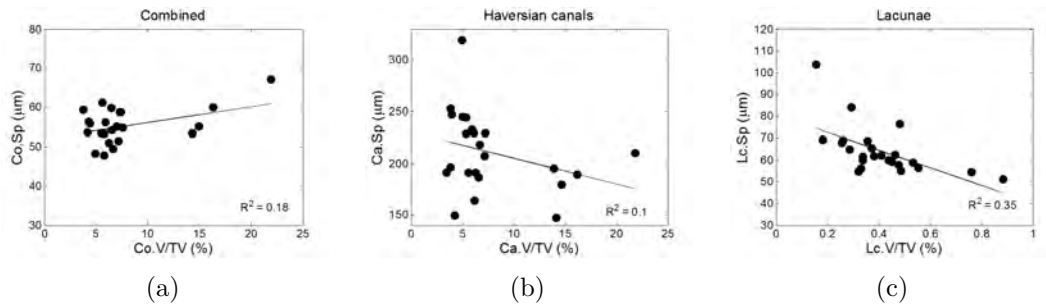 Combined
80
70
60
50
40
30
0 5 10 15 20 25
Co.Sp (μm)
Co.V/TV (%)
R² = 0.18
(a)
Haversian canals
300
250
200
150
0 5 10 15 20 25
Ca.Sp (μm)
Ca.V/TV (%)
R² = 0.1
(b)
Lacunae
120
110
100
90
80
70
60
50
40
30
0 0.2 0.4 0.6 0.8 1
Lc.Sp (μm)
Lc.V/TV (%)
R² = 0.35
(c)